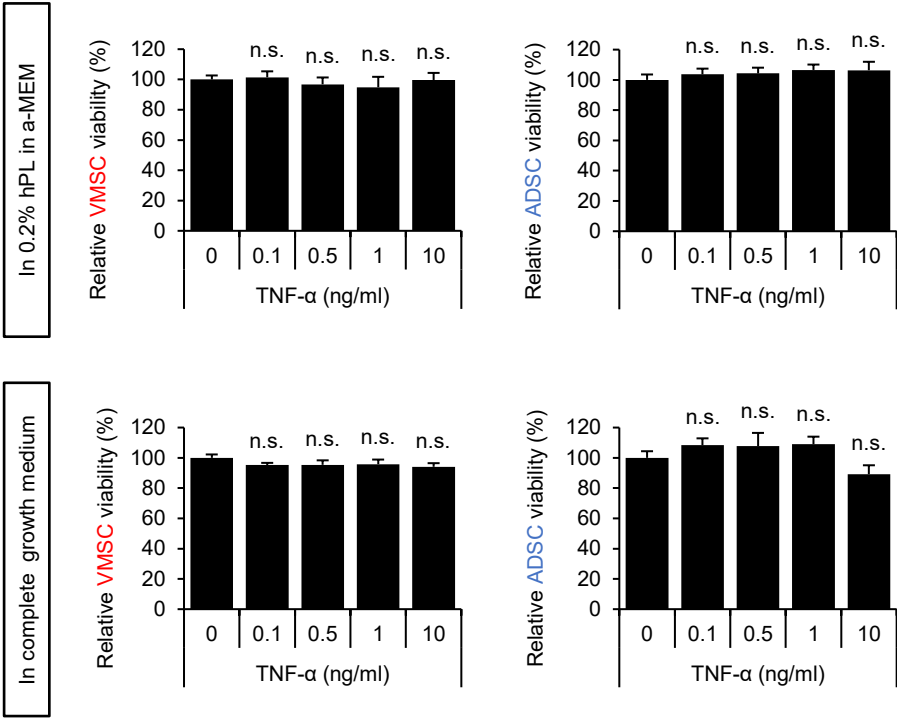 In 0.2% hPL in a-MEM
Relative VMSC viability (%)
120
100
80
60
40
20
0
n.s.
n.s.
n.s.
n.s.
0 0.1 0.5 1 10
TNF-α (ng/ml)
Relative ADSC viability (%)
120
100
80
60
40
20
0
n.s.
n.s.
n.s.
n.s.
0 0.1 0.5 1 10
TNF-α (ng/ml)
In complete growth medium
Relative VMSC viability (%)
120
100
80
60
40
20
0
n.s.
n.s.
n.s.
n.s.
0 0.1 0.5 1 10
TNF-α (ng/ml)
Relative ADSC viability (%)
120
100
80
60
40
20
0
n.s.
n.s.
n.s.
n.s.
0 0.1 0.5 1 10
TNF-α (ng/ml)